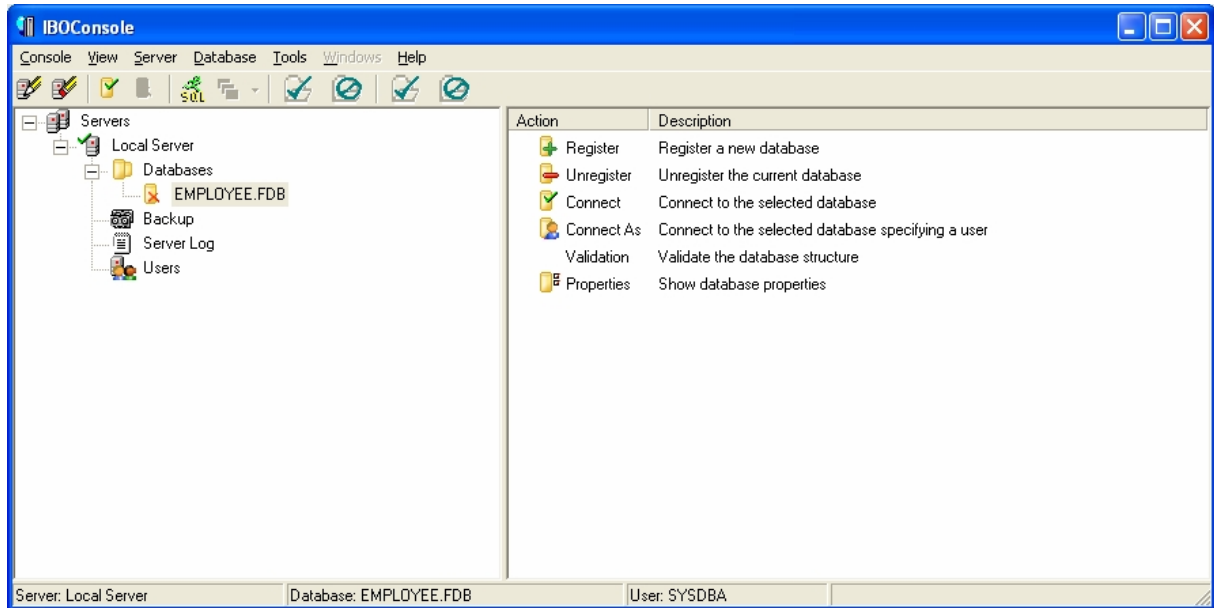 IBOConsole
Console View Server Database Tools Windows Help
SQL
Servers
Local Server
Databases
EMPLOYEE.FDB
Backup
Server Log
Users
Action Description
Register Register a new database
Unregister Unregister the current database
Connect Connect to the selected database
Connect As Connect to the selected database specifying a user
Validation Validate the database structure
Properties Show database properties
Server: Local Server Database: EMPLOYEE.FDB User: SYSDBA